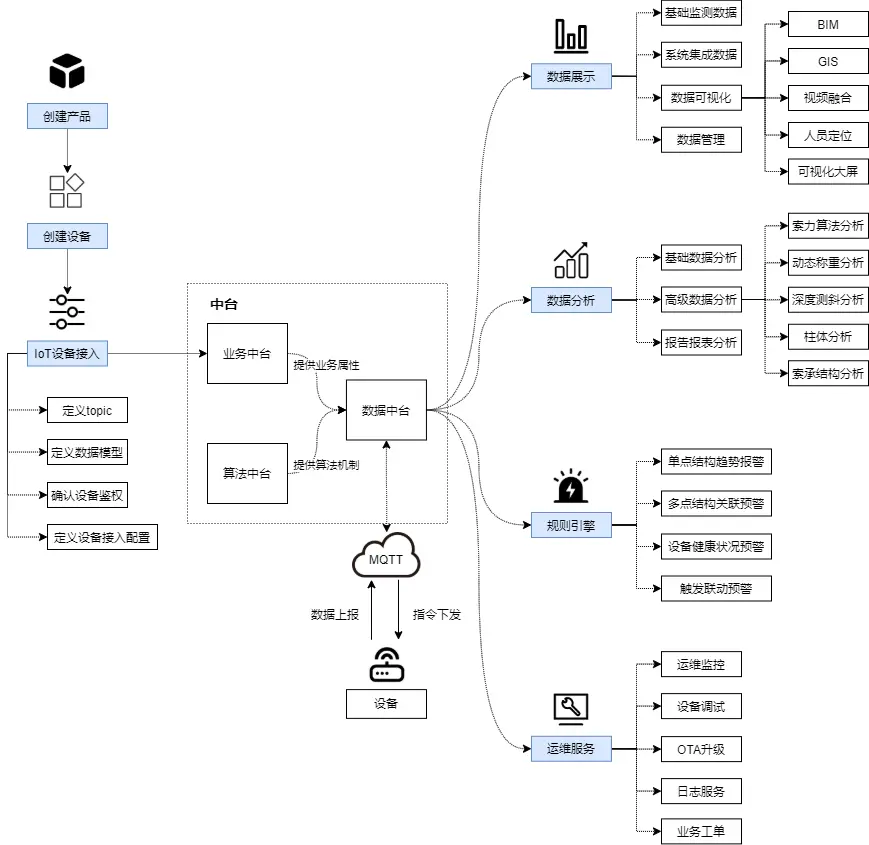 创建产品
创建设备
IoT设备接入
定义topic
定义数据模型
确认设备鉴权
定义设备接入配置
中台
业务中台
提供业务属性
数据中台
算法中台
提供算法机制
MQTT
数据上报
指令下发
设备
数据展示
基础监测数据
系统集成数据
数据可视化
数据管理
BIM
GIS
视频融合
人员定位
可视化大屏
数据分析
基础数据分析
高级数据分析
报告报表分析
索力算法分析
动态称重分析
深度测斜分析
柱体分析
索承结构分析
规则引擎
单点结构趋势报警
多点结构关联预警
设备健康状况预警
触发联动预警
运维服务
运维监控
设备调试
OTA升级
日志服务
业务工单